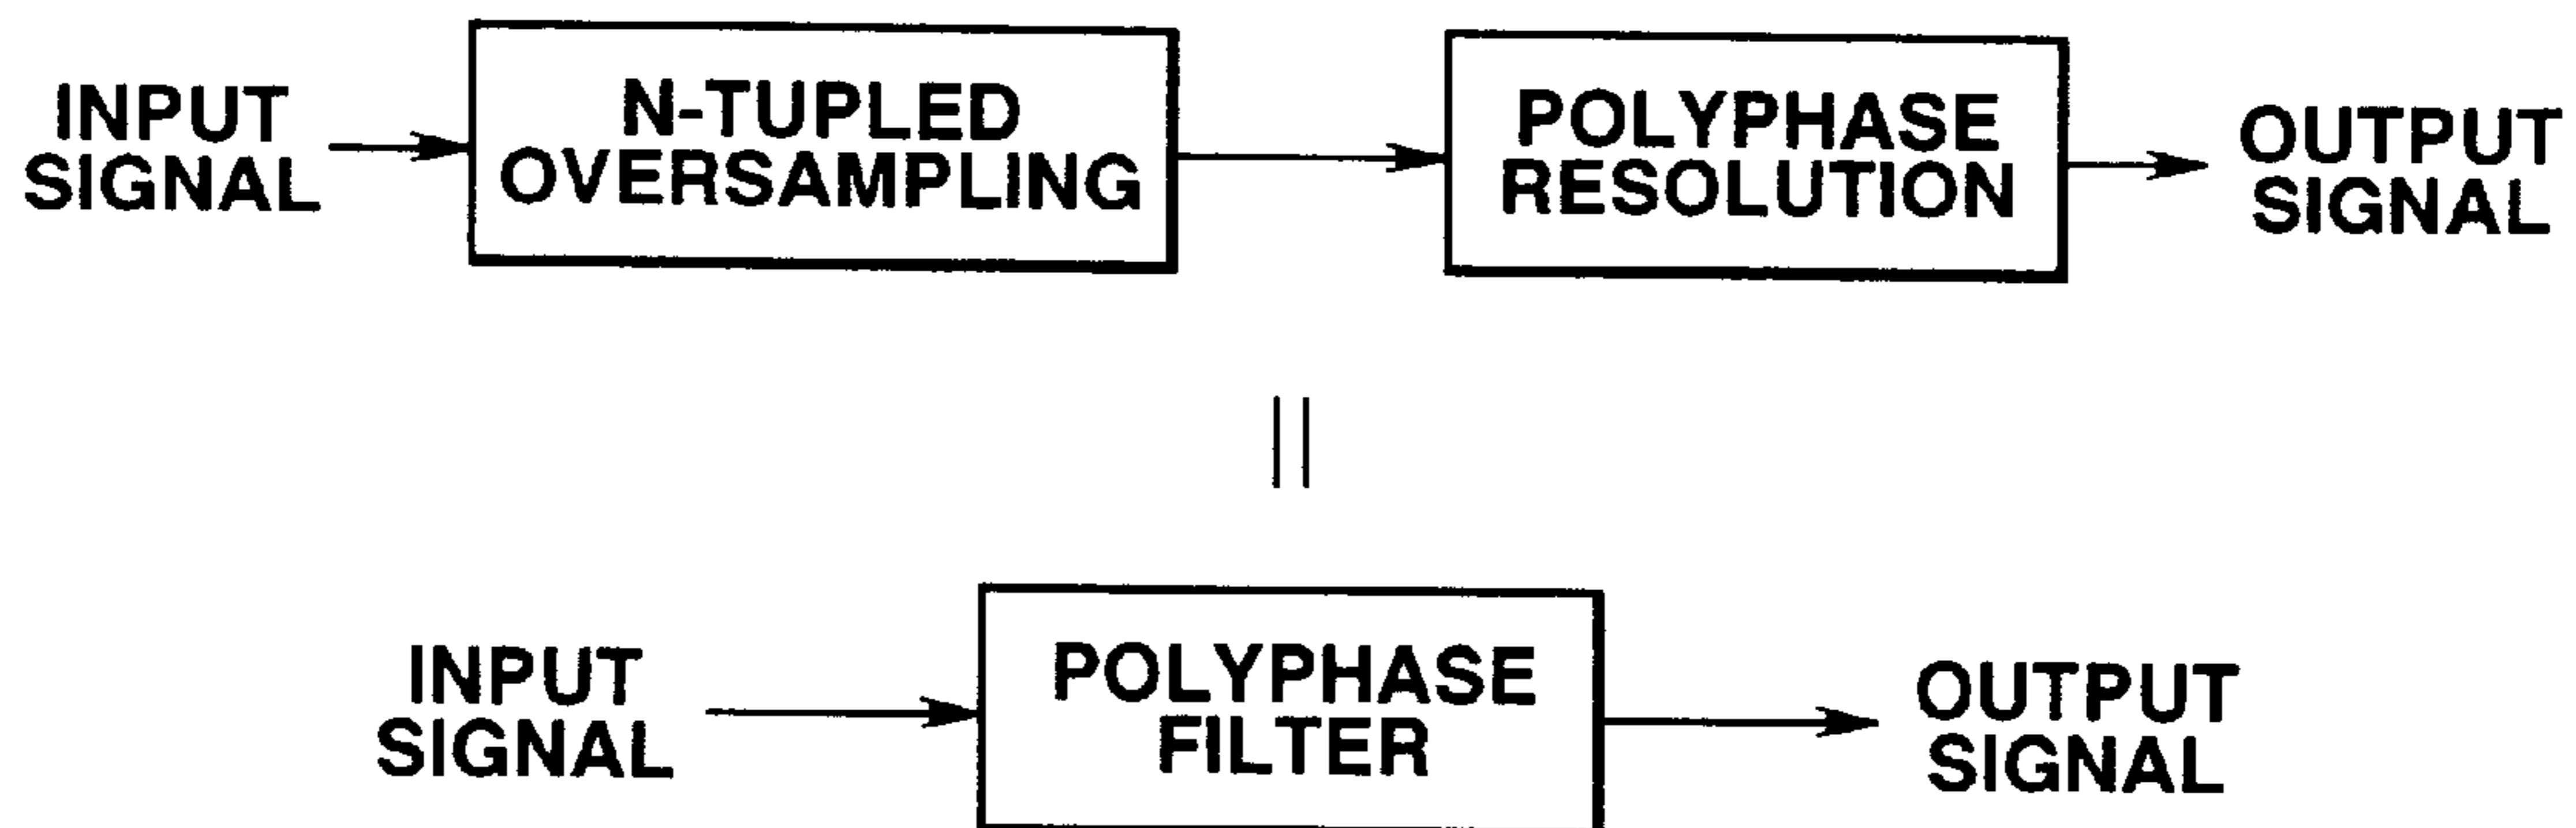 INPUT
SIGNAL
N-TUPLED
OVERSAMPLING
POLYPHASE
RESOLUTION
OUTPUT
SIGNAL
INPUT
SIGNAL
POLYPHASE
FILTER
OUTPUT
SIGNAL